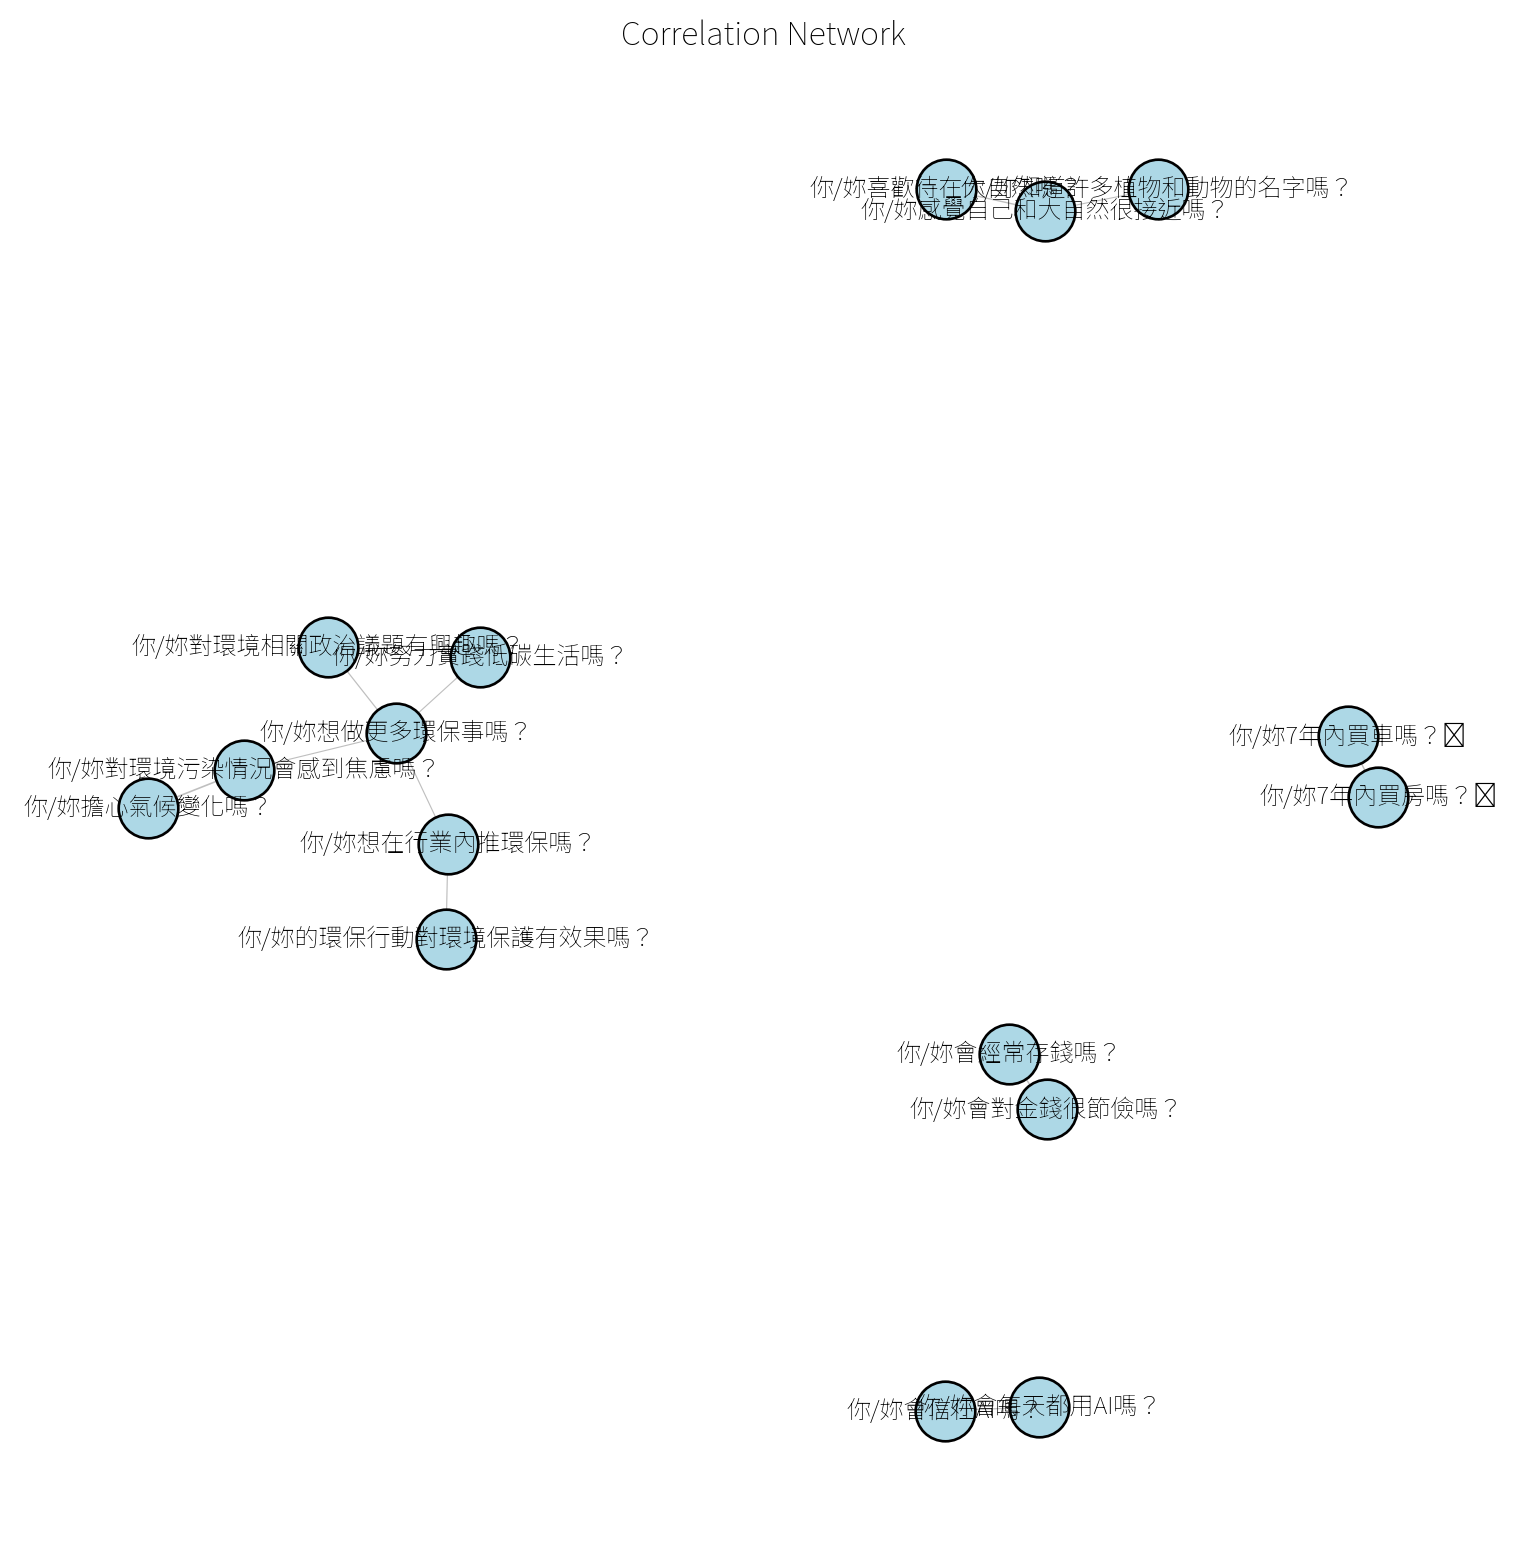 Correlation Network
你/妳喜歡待在大自然嗎？
你/妳知道許多植物和動物的名字嗎？
你/妳感覺自己和大自然很接近嗎？
你/妳對環境相關政治議題有興趣嗎？
你/妳努力實踐低碳生活嗎？
你/妳想做更多環保事嗎？
你/妳7年內買車嗎？
你/妳對環境污染情況會感到焦慮嗎？
你/妳7年內買房嗎？
你/妳擔心氣候變化嗎？
你/妳想在行業內推環保嗎？
你/妳的環保行動對環境保護有效果嗎？
你/妳會經常存錢嗎？
你/妳會對金錢很節儉嗎？
你/妳會每天都用AI嗎？
你/妳會信任AI嗎？